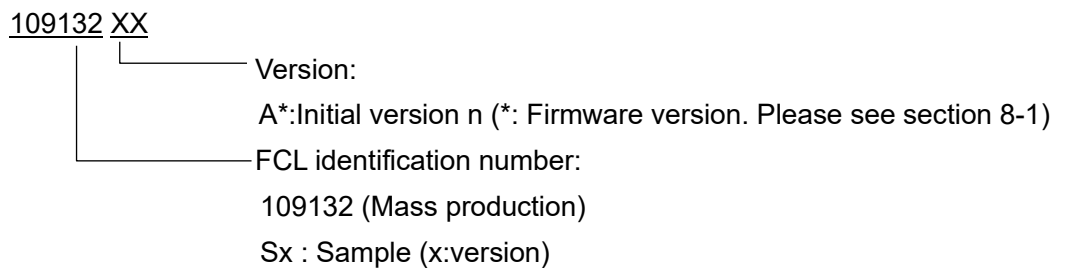 109132 XX
Version:
A*:Initial version n (*: Firmware version. Please see section 8-1)
FCL identification number:
109132 (Mass production)
Sx : Sample (x:version)